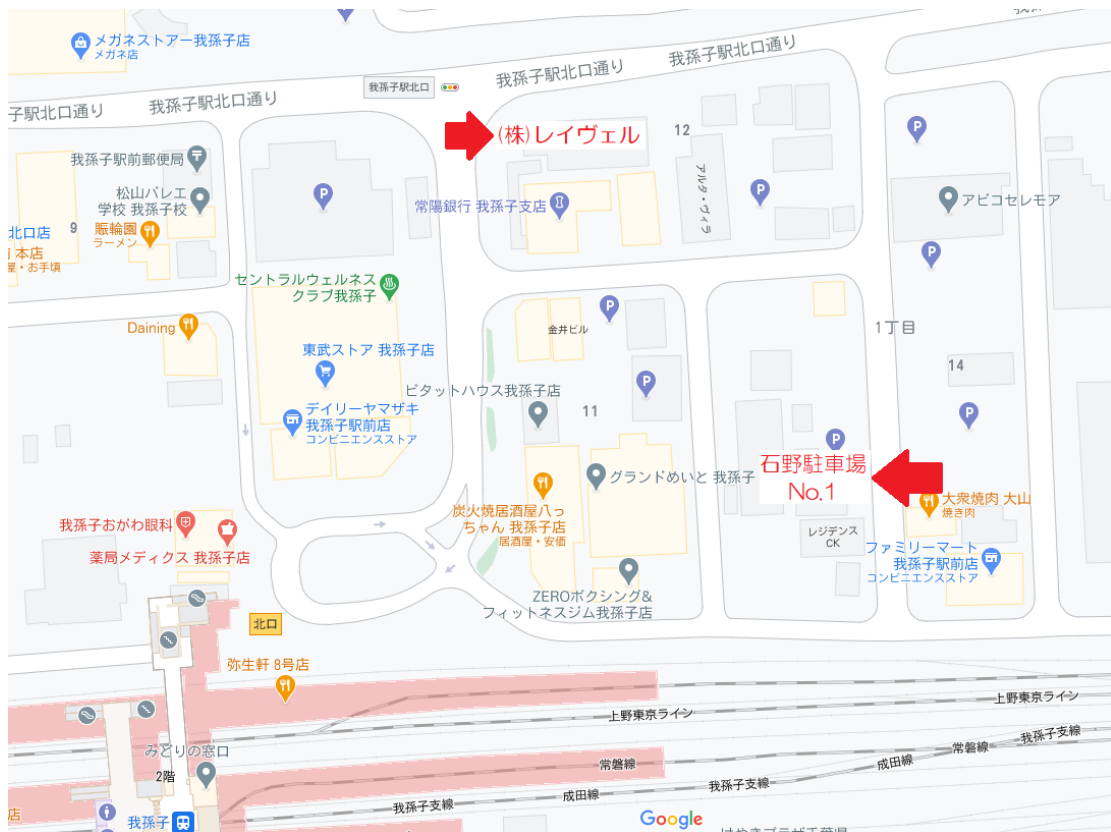 メガネストアー我孫子店
メガネ店
我孫子駅北口通り
我孫子駅北口通り
我孫子駅北口
我孫子駅北口通り
子駅北口通り
(株)レイヴェル
12
我孫子駅前郵便局
松山バレエ
学校 我孫子校
常陽銀行 我孫子支店
アルタ・ヴィラ
P
P
P
アビコセレモア
北口店
9
賑輪園
ラーメン
本店
屋・お手頃
P
セントラルウェルネス
クラブ我孫子
P
Daining
金井ビル
1丁目
東武ストア 我孫子店
14
ピタットハウス我孫子店
P
デイリーヤマザキ
我孫子駅前店
コンビニエンスストア
11
P
P
石野駐車場
No.1
グランドめいと 我孫子
大衆焼肉 大山
焼き肉
炭火焼居酒屋八っ
ちゃん 我孫子店
居酒屋・安価
我孫子おがわ眼科
薬局メディクス 我孫子店
レジデンス
CK
ファミリーマート
我孫子駅前店
コンビニエンスストア
ZEROボクシング&
フィットネスジム我孫子店
北口
弥生軒 8号店
上野東京ライン
上野東京ライン
みどりの窓口
2階
常磐線
常磐線
我孫子支線
成田線
我孫子支線
成田線
我孫子支線
店
我孫子
Google